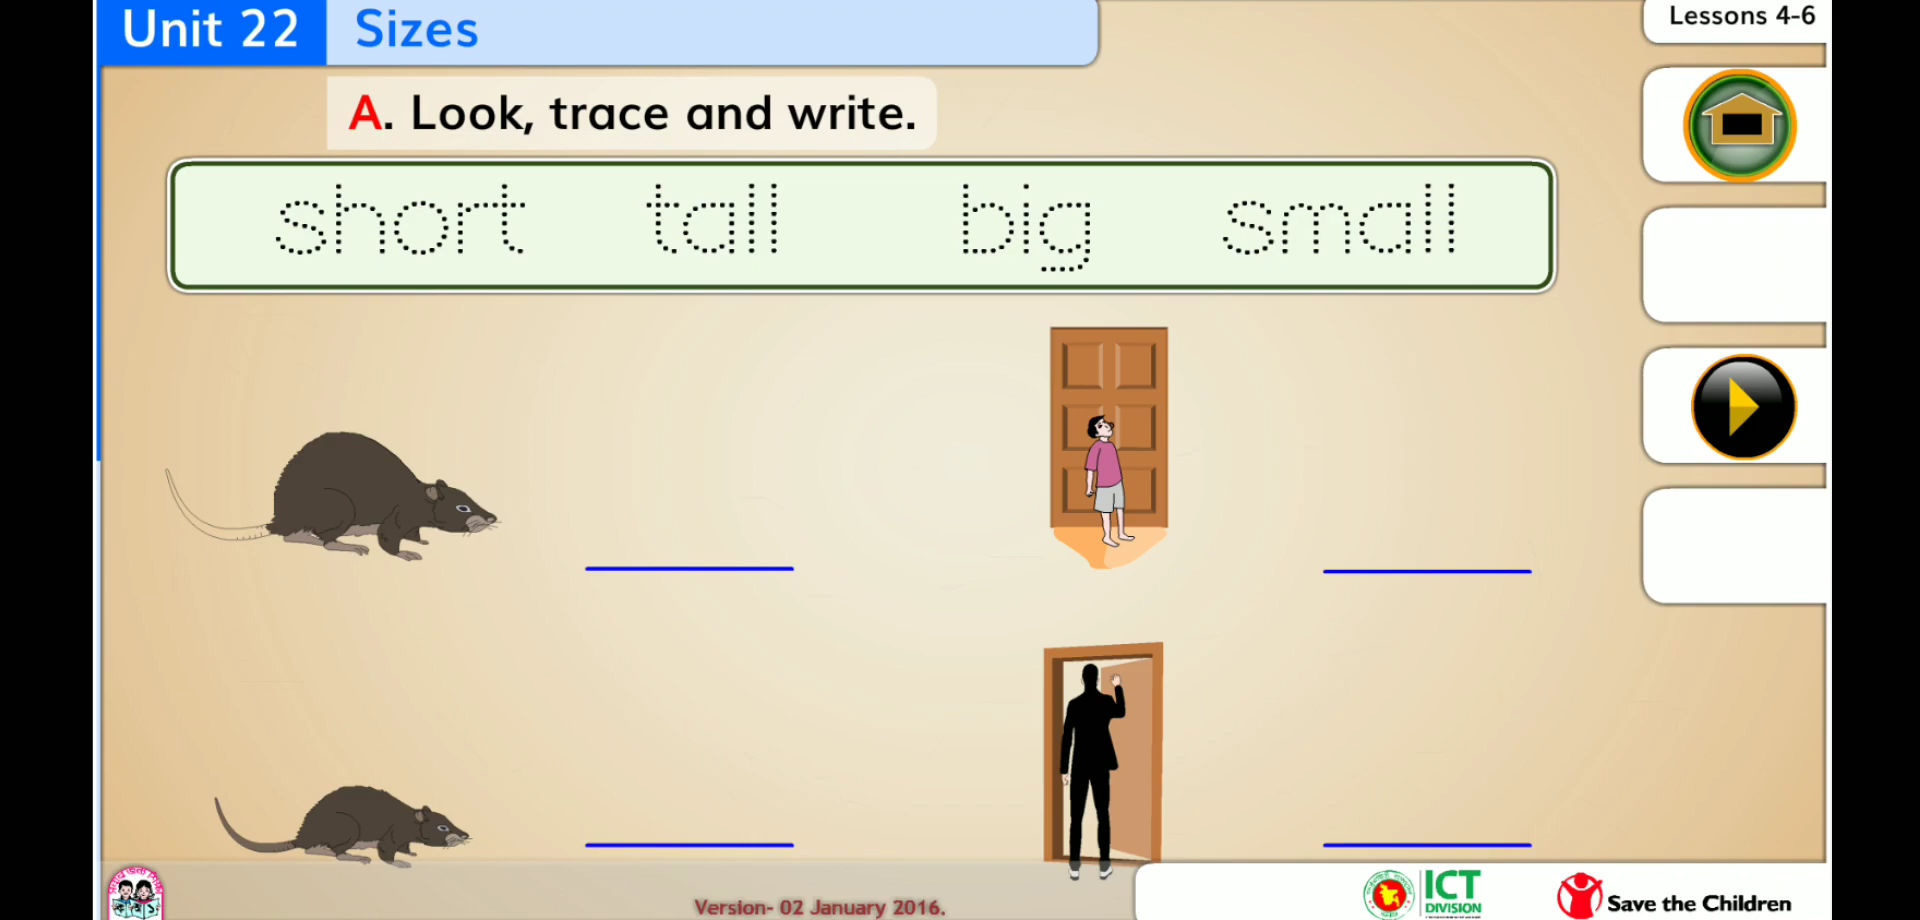 Unit 22 Sizes
Lessons 4-6
A. Look, trace and write.
short tall big small
Version- 02 January 2016.
ICT
DIVISION
Save the Children